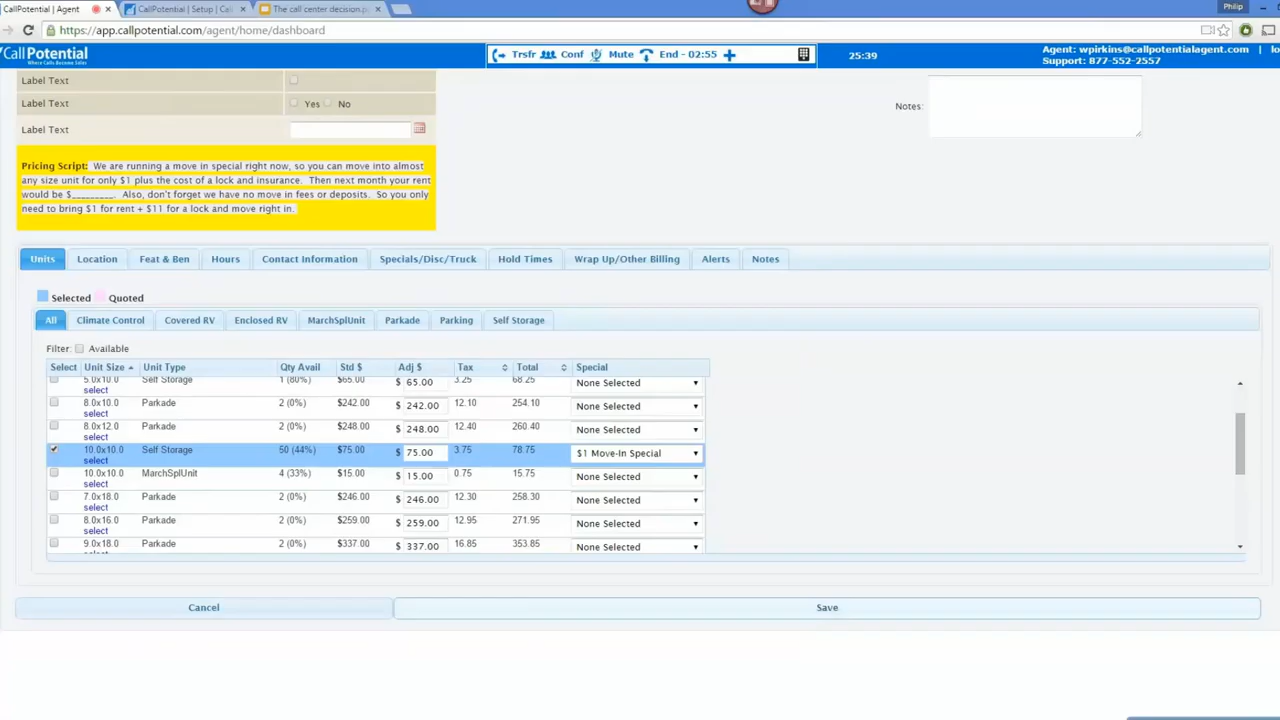 CallPotential | Agent
CallPotential | Setup | Cal
The call center decision.p
Philip
https://app.callpotential.com/agent/home/dashboard
CallPotential
Where Calls Become Sales
Trsfr Conf Mute End - 02:55
25:39
Agent: wpirkins@callpotentialagent.com | lo
Support: 877-552-2557
Label Text
Label Text Yes No
Label Text
Notes:
Pricing Script: We are running a move in special right now, so you can move into almost
any size unit for only $1 plus the cost of a lock and insurance. Then next month your rent
would be $________. Also, don't forget we have no move in fees or deposits. So you only
need to bring $1 for rent + $11 for a lock and move right in.
Units Location Feat & Ben Hours Contact Information Specials/Disc/Truck Hold Times Wrap Up/Other Billing Alerts Notes
Selected Quoted
All Climate Control Covered RV Enclosed RV MarchSplUnit Parkade Parking Self Storage
Filter: Available
Select Unit Size Unit Type Qty Avail Std $ Adj $ Tax Total Special
5.0x10.0 Self Storage 1 (80%) $65.00 $ 65.00 3.25 68.25 None Selected
select
8.0x10.0 Parkade 2 (0%) $242.00 $ 242.00 12.10 254.10 None Selected
select
8.0x12.0 Parkade 2 (0%) $248.00 $ 248.00 12.40 260.40 None Selected
select
10.0x10.0 Self Storage 50 (44%) $75.00 $ 75.00 3.75 78.75 $1 Move-In Special
select
10.0x10.0 MarchSplUnit 4 (33%) $15.00 $ 15.00 0.75 15.75 None Selected
select
7.0x18.0 Parkade 2 (0%) $246.00 $ 246.00 12.30 258.30 None Selected
select
8.0x16.0 Parkade 2 (0%) $259.00 $ 259.00 12.95 271.95 None Selected
select
9.0x18.0 Parkade 2 (0%) $337.00 $ 337.00 16.85 353.85 None Selected
Cancel Save